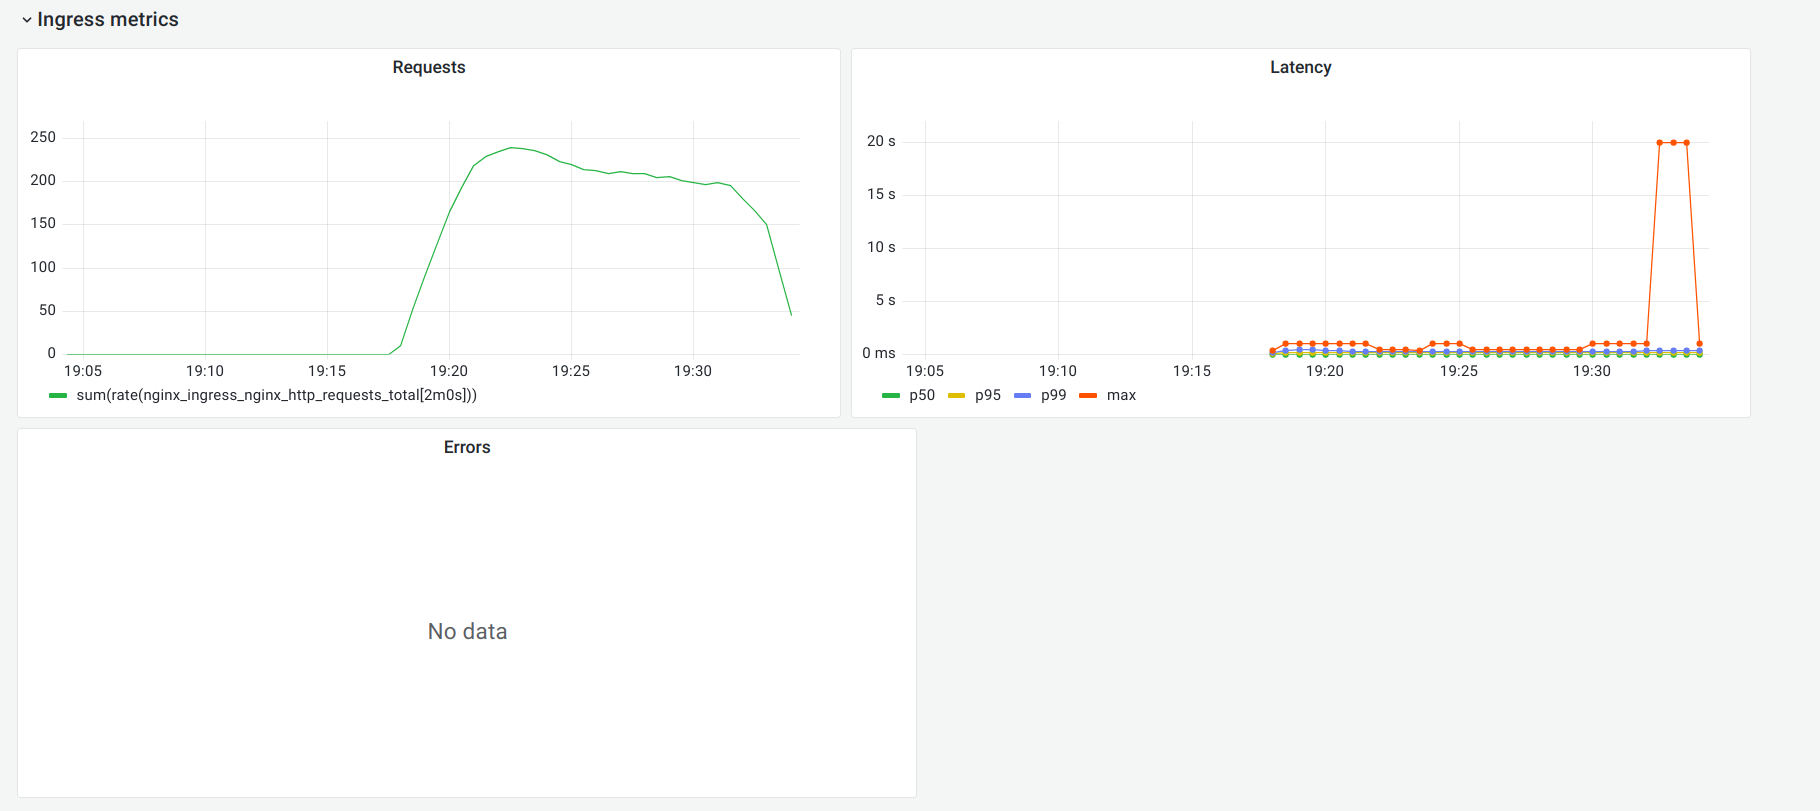 Ingress metrics
Requests
250
200
150
100
50
0
19:05 19:10 19:15 19:20 19:25 19:30
sum(rate(nginx_ingress_nginx_http_requests_total[2m0s]))
Latency
20 s
15 s
10 s
5 s
0 ms
19:05 19:10 19:15 19:20 19:25 19:30
p50 p95 p99 max
Errors
No data